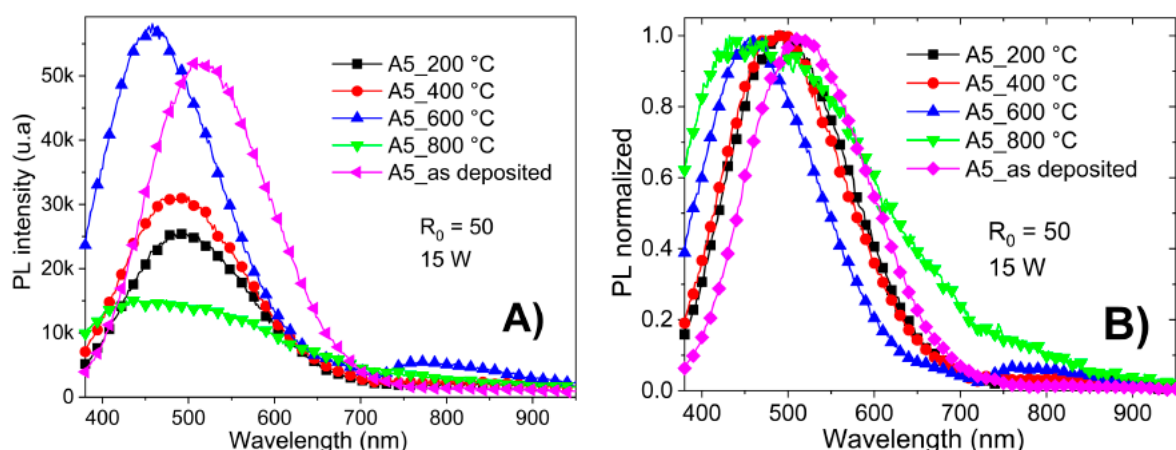 A5_200 °C
A5_400 °C
A5_600 °C
A5_800 °C
A5_as deposited
R0 = 50
15 W
A)
PL intensity (u.a)
50k
40k
30k
20k
10k
0
400 500 600 700 800 900
Wavelength (nm)
A5_200 °C
A5_400 °C
A5_600 °C
A5_800 °C
A5_as deposited
R0 = 50
15 W
B)
PL normalized
1.0
0.8
0.6
0.4
0.2
0.0
400 500 600 700 800 900
Wavelength (nm)